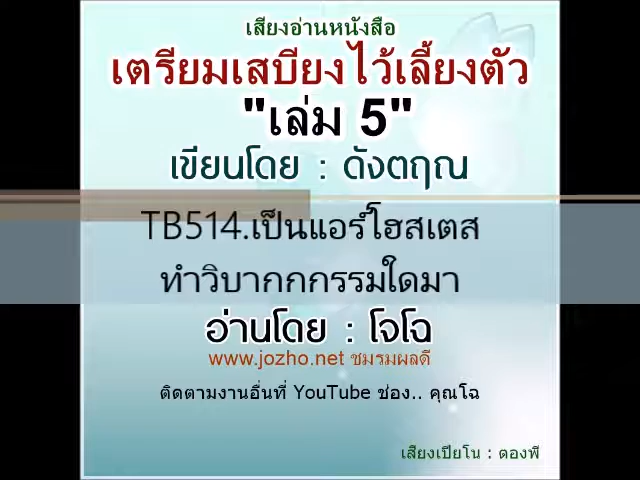 เสียงอ่านหนังสือ
เตรียมเสบียงไว้เลี้ยงตัว
"เล่ม 5"
เขียนโดย : ดังตฤณ
TB514.เป็นแอร์โฮสเตส
ทำวิบากกกรรมใดมา
อ่านโดย : โจโฉ
www.jozho.net ชมรมผลดี
ติดตามงานอื่นที่ YouTube ช่อง.. คุณโฉ
เสียงเปียโน : ตองพี